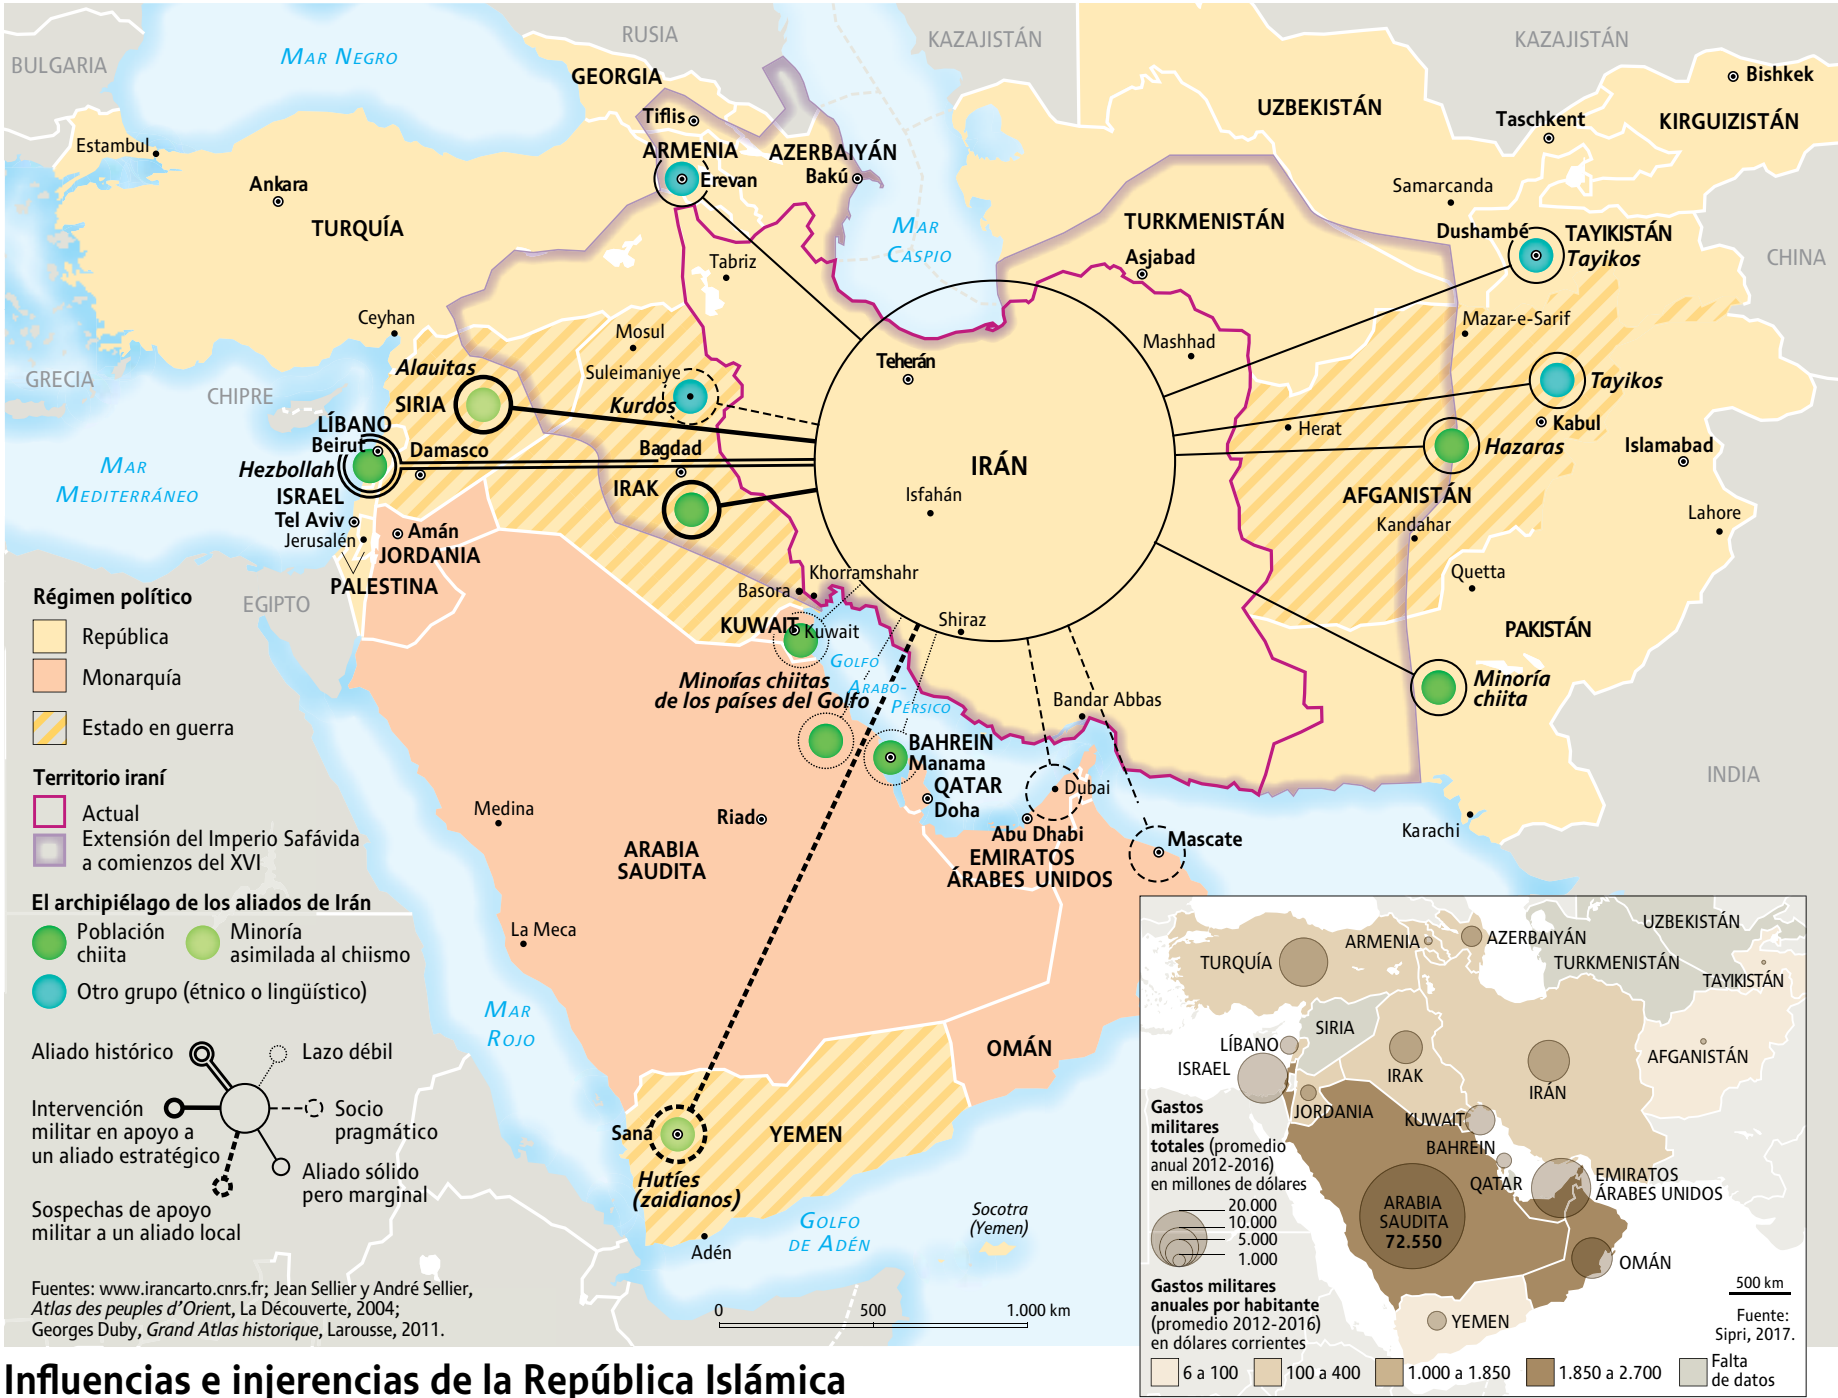 BULGARIA
MAR NEGRO
RUSIA
KAZAJISTÁN
KAZAJISTÁN
GEORGIA
Tiflis
UZBEKISTÁN
Bishkek
Taschkent
KIRGUIZISTÁN
Estambul
Ankara
TURQUÍA
ARMENIA
Erevan
AZERBAIYÁN
Bakú
MAR
CASPIO
TURKMENISTÁN
Asjabad
Samarcanda
Dushambé
TAYIKISTÁN
Tayikos
CHINA
Tabriz
Ceyhan
Mosul
Suleimaniye
Kurdos
Teherán
Mashhad
Mazar-e-Sarif
Tayikos
GRECIA
CHIPRE
Alauitas
SIRIA
LÍBANO
Beirut
Hezbollah
Damasco
Bagdad
IRAK
IRÁN
Isfahán
Herat
Kabul
Hazaras
Islamabad
MAR
MEDITERRÁNEO
ISRAEL
Tel Aviv
Jerusalén
Amán
JORDANIA
PALESTINA
EGIPTO
AFGANISTÁN
Kandahar
Lahore
Quetta
PAKISTÁN
Khorramshahr
Basora
KUWAIT
Kuwait
Shiraz
GOLFO
ARABO-
PÉRSICO
Minorías chiitas
de los países del Golfo
Bandar Abbas
Minoría
chiita
BAHREIN
Manama
QATAR
Doha
Dubai
Abu Dhabi
EMIRATOS
ÁRABES UNIDOS
Mascate
Karachi
INDIA
Medina
Riad
ARABIA
SAUDITA
La Meca
MAR
ROJO
OMÁN
YEMEN
Saná
Hutíes
(zaidianos)
Adén
GOLFO
DE ADÉN
Socotra
(Yemen)
Régimen político
República
Monarquía
Estado en guerra
Territorio iraní
Actual
Extensión del Imperio Safávida
a comienzos del XVI
El archipiélago de los aliados de Irán
Población
chiita
Minoría
asimilada al chiismo
Otro grupo (étnico o lingüístico)
Aliado histórico
Lazo débil
Intervención
militar en apoyo a
un aliado estratégico
Socio
pragmático
Aliado sólido
pero marginal
Sospechas de apoyo
militar a un aliado local
Fuentes: www.irancarto.cnrs.fr; Jean Sellier y André Sellier,
Atlas des peuples d'Orient, La Découverte, 2004;
Georges Duby, Grand Atlas historique, Larousse, 2011.
0 500 1.000 km
TURQUÍA
ARMENIA
AZERBAIYÁN
UZBEKISTÁN
TURKMENISTÁN
TAYIKISTÁN
SIRIA
LÍBANO
ISRAEL
IRAK
IRÁN
AFGANISTÁN
JORDANIA
KUWAIT
BAHREIN
QATAR
EMIRATOS
ÁRABES UNIDOS
ARABIA
SAUDITA
72.550
OMÁN
YEMEN
Gastos
militares
totales (promedio
anual 2012-2016)
en millones de dólares
20.000
10.000
5.000
1.000
Gastos militares
anuales por habitante
(promedio 2012-2016)
en dólares corrientes
6 a 100
100 a 400
1.000 a 1.850
1.850 a 2.700
Falta
de datos
500 km
Fuente:
Sipri, 2017.
Influencias e injerencias de la República Islámica